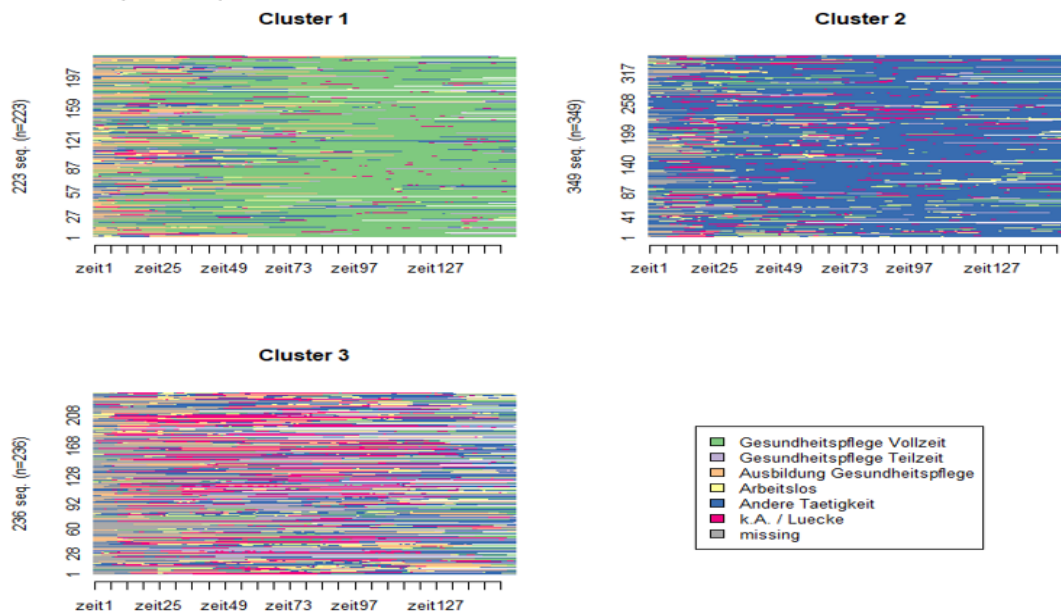 Cluster 1
223 seq. (n=223)
1 27 57 87 121 159 197
zeit1 zeit25 zeit49 zeit73 zeit97 zeit127
Cluster 2
349 seq. (n=349)
1 41 87 140 199 258 317
zeit1 zeit25 zeit49 zeit73 zeit97 zeit127
Cluster 3
236 seq. (n=236)
1 28 60 92 128 168 208
zeit1 zeit25 zeit49 zeit73 zeit97 zeit127
Gesundheitspflege Vollzeit
Gesundheitspflege Teilzeit
Ausbildung Gesundheitspflege
Arbeitslos
Andere Taetigkeit
k.A. / Luecke
missing